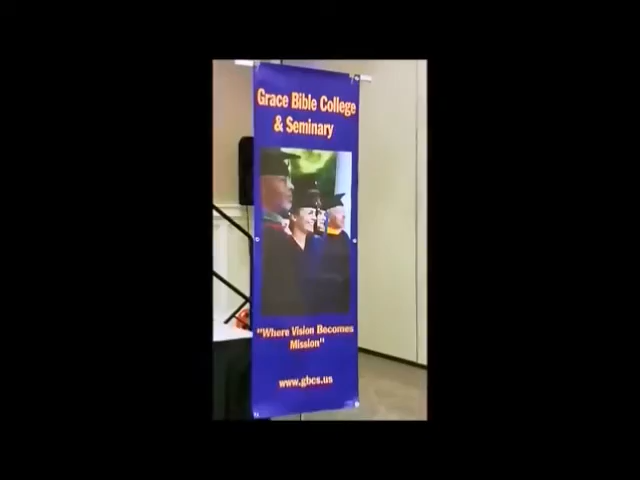 Grace Bible College
& Seminary
"Where Vision Becomes
Mission"
www.gbcs.us